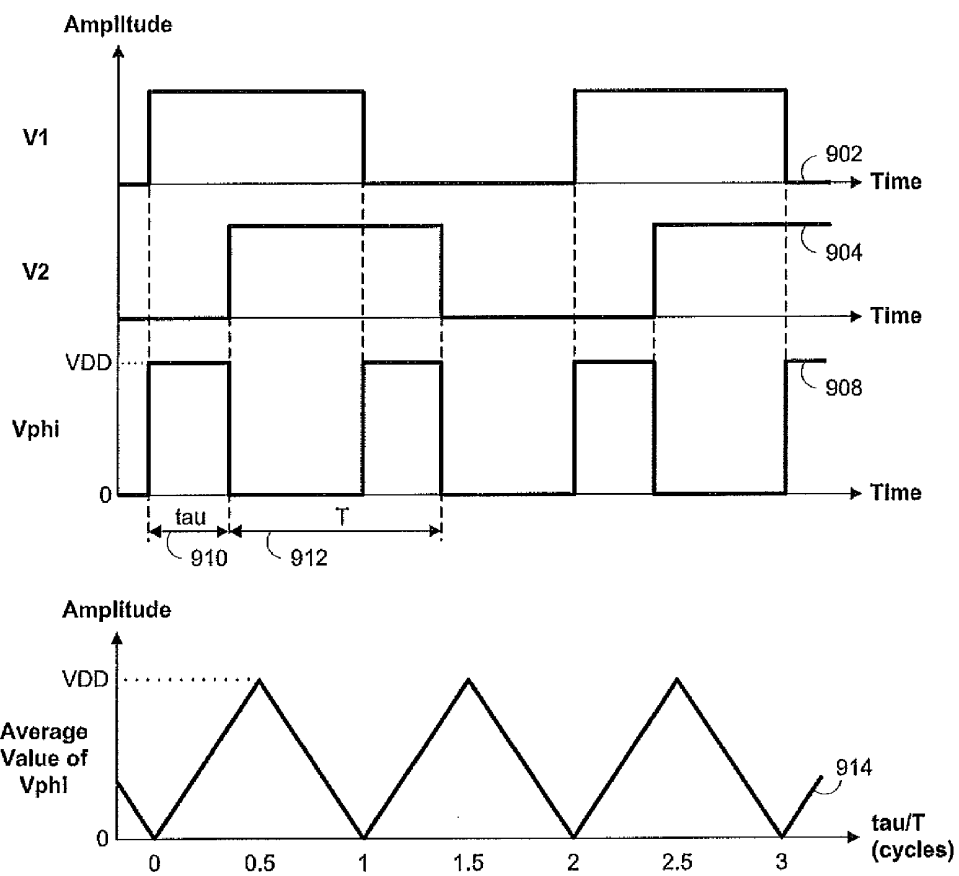 Amplitude
V1
902
Time
V2
904
Time
VDD
Vphi
908
0
Time
tau
T
910
912
Amplitude
VDD
Average
Value of
Vphi
914
0
tau/T
(cycles)
0
0.5
1
1.5
2
2.5
3